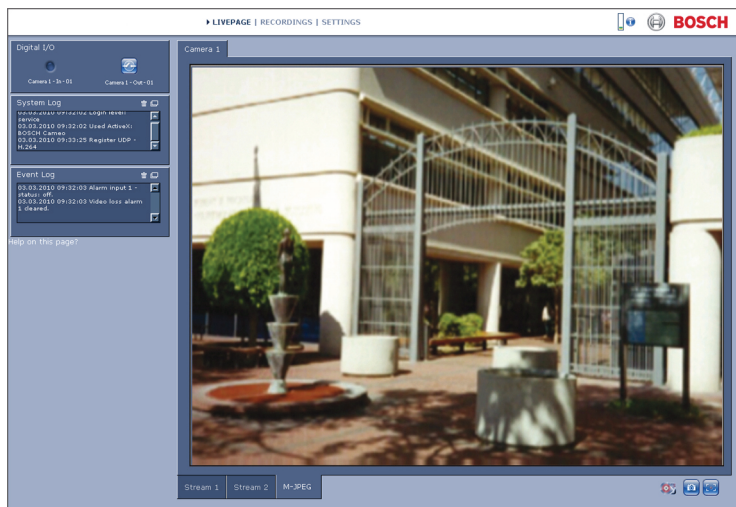 LIVEPAGE | RECORDINGS | SETTINGS
BOSCH
Digital I/O
Camera 1 - In - 01
Camera 1 - Out - 01
System Log
03.03.2010 09:32:02 Login level:
service
03.03.2010 09:32:02 Used ActiveX:
BOSCH Cameo
03.03.2010 09:33:25 Register UDP -
H.264
Event Log
03.03.2010 09:32:03 Alarm input 1 -
status: off.
03.03.2010 09:32:03 Video loss alarm
1 cleared.
Help on this page?
Camera 1
Stream 1
Stream 2
M-JPEG